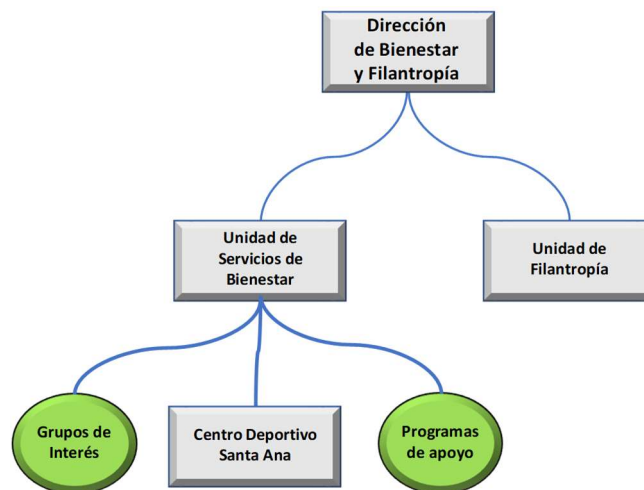 Dirección
de Bienestar
y Filantropía
Unidad de
Servicios de
Bienestar
Unidad de
Filantropía
Grupos de
Interés
Centro Deportivo
Santa Ana
Programas
de apoyo